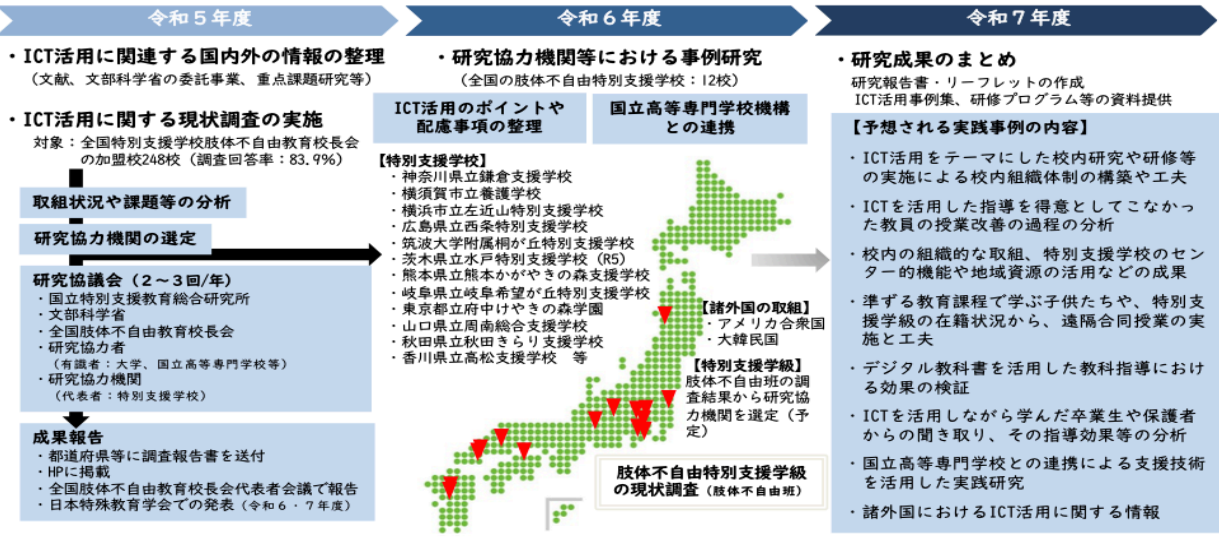 令和５年度
・ICT活用に関連する国内外の情報の整理
（文献、文部科学省の委託事業、重点課題研究等）
・ICT活用に関する現状調査の実施
対象：全国特別支援学校肢体不自由教育校長会
の加盟校248校（調査回答率：83.9%）
取組状況や課題等の分析
研究協力機関の選定
研究協議会（２～３回/年）
・国立特別支援教育総合研究所
・文部科学省
・全国肢体不自由教育校長会
・研究協力者
（有識者：大学、国立高等専門学校等）
・研究協力機関
（代表者：特別支援学校）
成果報告
・都道府県等に調査報告書を送付
・HPに掲載
・全国肢体不自由教育校長会代表者会議で報告
・日本特殊教育学会での発表（令和６・７年度）
令和６年度
・研究協力機関等における事例研究
（全国の肢体不自由特別支援学校：12校）
ICT活用のポイントや
配慮事項の整理
国立高等専門学校機構
との連携
【特別支援学校】
・神奈川県立鎌倉支援学校
・横須賀市立養護学校
・横浜市立左近山特別支援学校
・広島県立西条特別支援学校
・筑波大学附属桐が丘特別支援学校
・茨木県立水戸特別支援学校（R5）
・熊本県立熊本かがやきの森支援学校
・岐阜県立岐阜希望が丘特別支援学校
・東京都立府中けやきの森学園
・山口県立周南総合支援学校
・秋田県立秋田きらり支援学校
・香川県立高松支援学校　等
【諸外国の取組】
・アメリカ合衆国
・大韓民国
【特別支援学級】
肢体不自由班の調
査結果から研究協
力機関を選定（予
定）
肢体不自由特別支援学級
の現状調査（肢体不自由班）
令和７年度
・研究成果のまとめ
研究報告書・リーフレットの作成
ICT活用事例集、研修プログラム等の資料提供
【予想される実践事例の内容】
・ICT活用をテーマにした校内研究や研修等
の実施による校内組織体制の構築や工夫
・ICTを活用した指導を得意としてこなかっ
た教員の授業改善の過程の分析
・校内の組織的な取組、特別支援学校のセン
ター的機能や地域資源の活用などの成果
・準ずる教育課程で学ぶ子供たちや、特別支
援学級の在籍状況から、遠隔合同授業の実
施と工夫
・デジタル教科書を活用した教科指導におけ
る効果の検証
・ICTを活用しながら学んだ卒業生や保護者
からの聞き取り、その指導効果等の分析
・国立高等専門学校との連携による支援技術
を活用した実践研究
・諸外国におけるICT活用に関する情報